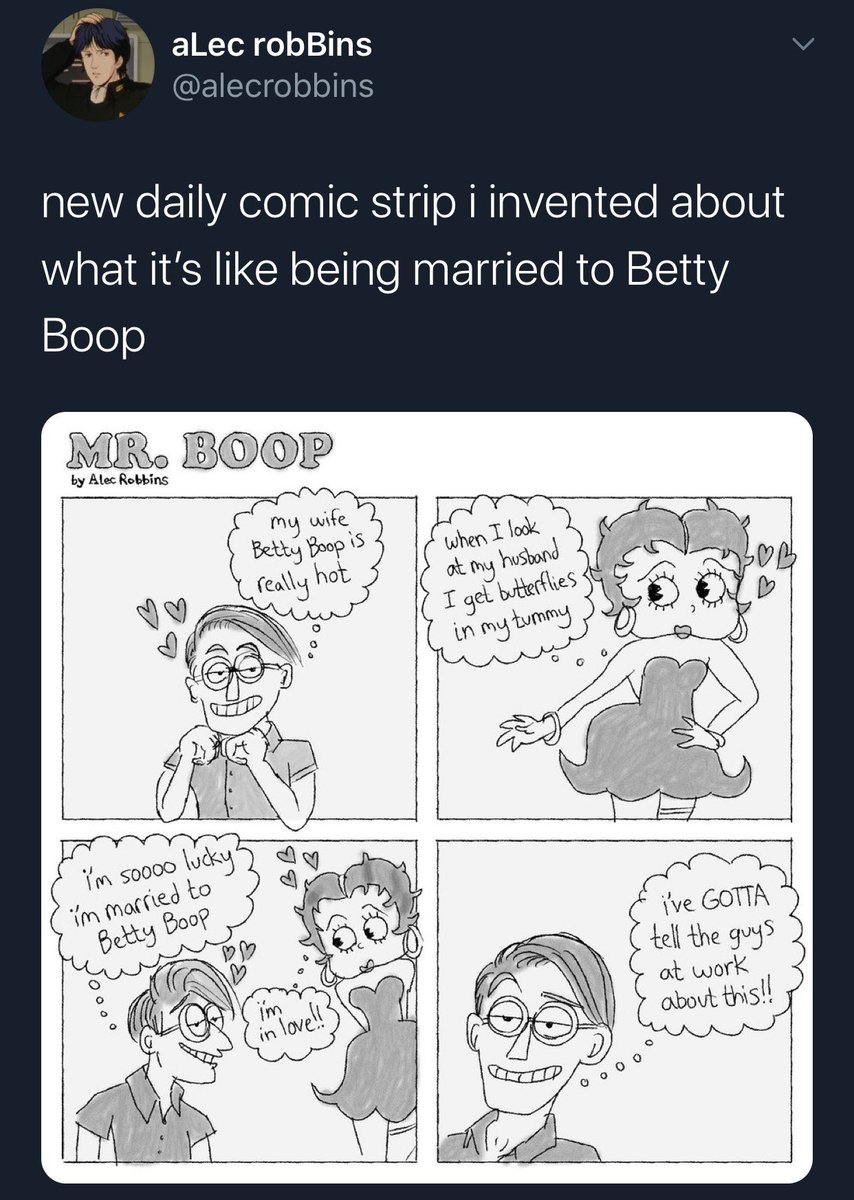 aLec robBins
@alecrobbins
new daily comic strip i invented about
what it’s like being married to Betty
Boop
MR. BOOP
by Alec Robbins
my wife
Betty Boop is
really hot
when I look
at my husband
I get butterflies
in my tummy
i'm soooo lucky
i'm married to
Betty Boop
i'm
in love!!
i've GOTTA
tell the guys
at work
about this!!